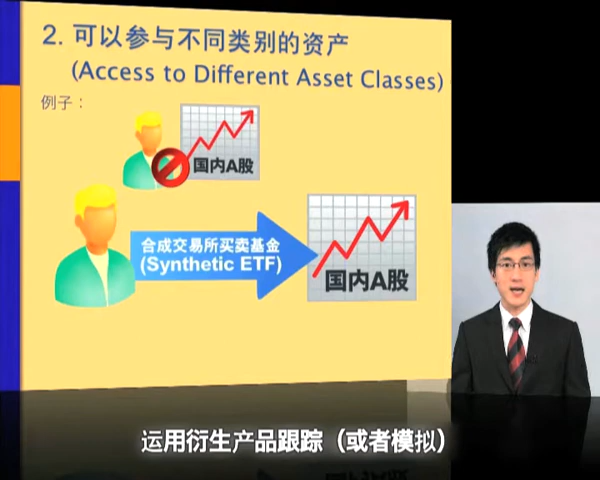 2. 可以参与不同类别的资产
(Access to Different Asset Classes)
例子：
国内A股
合成交易所买卖基金
(Synthetic ETF)
国内A股
运用衍生产品跟踪（或者模拟）